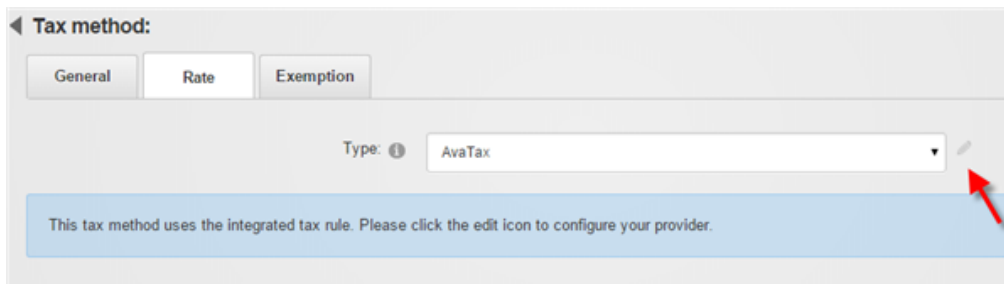 Tax method:
General Rate Exemption
Type: AvaTax
This tax method uses the integrated tax rule. Please click the edit icon to configure your provider.